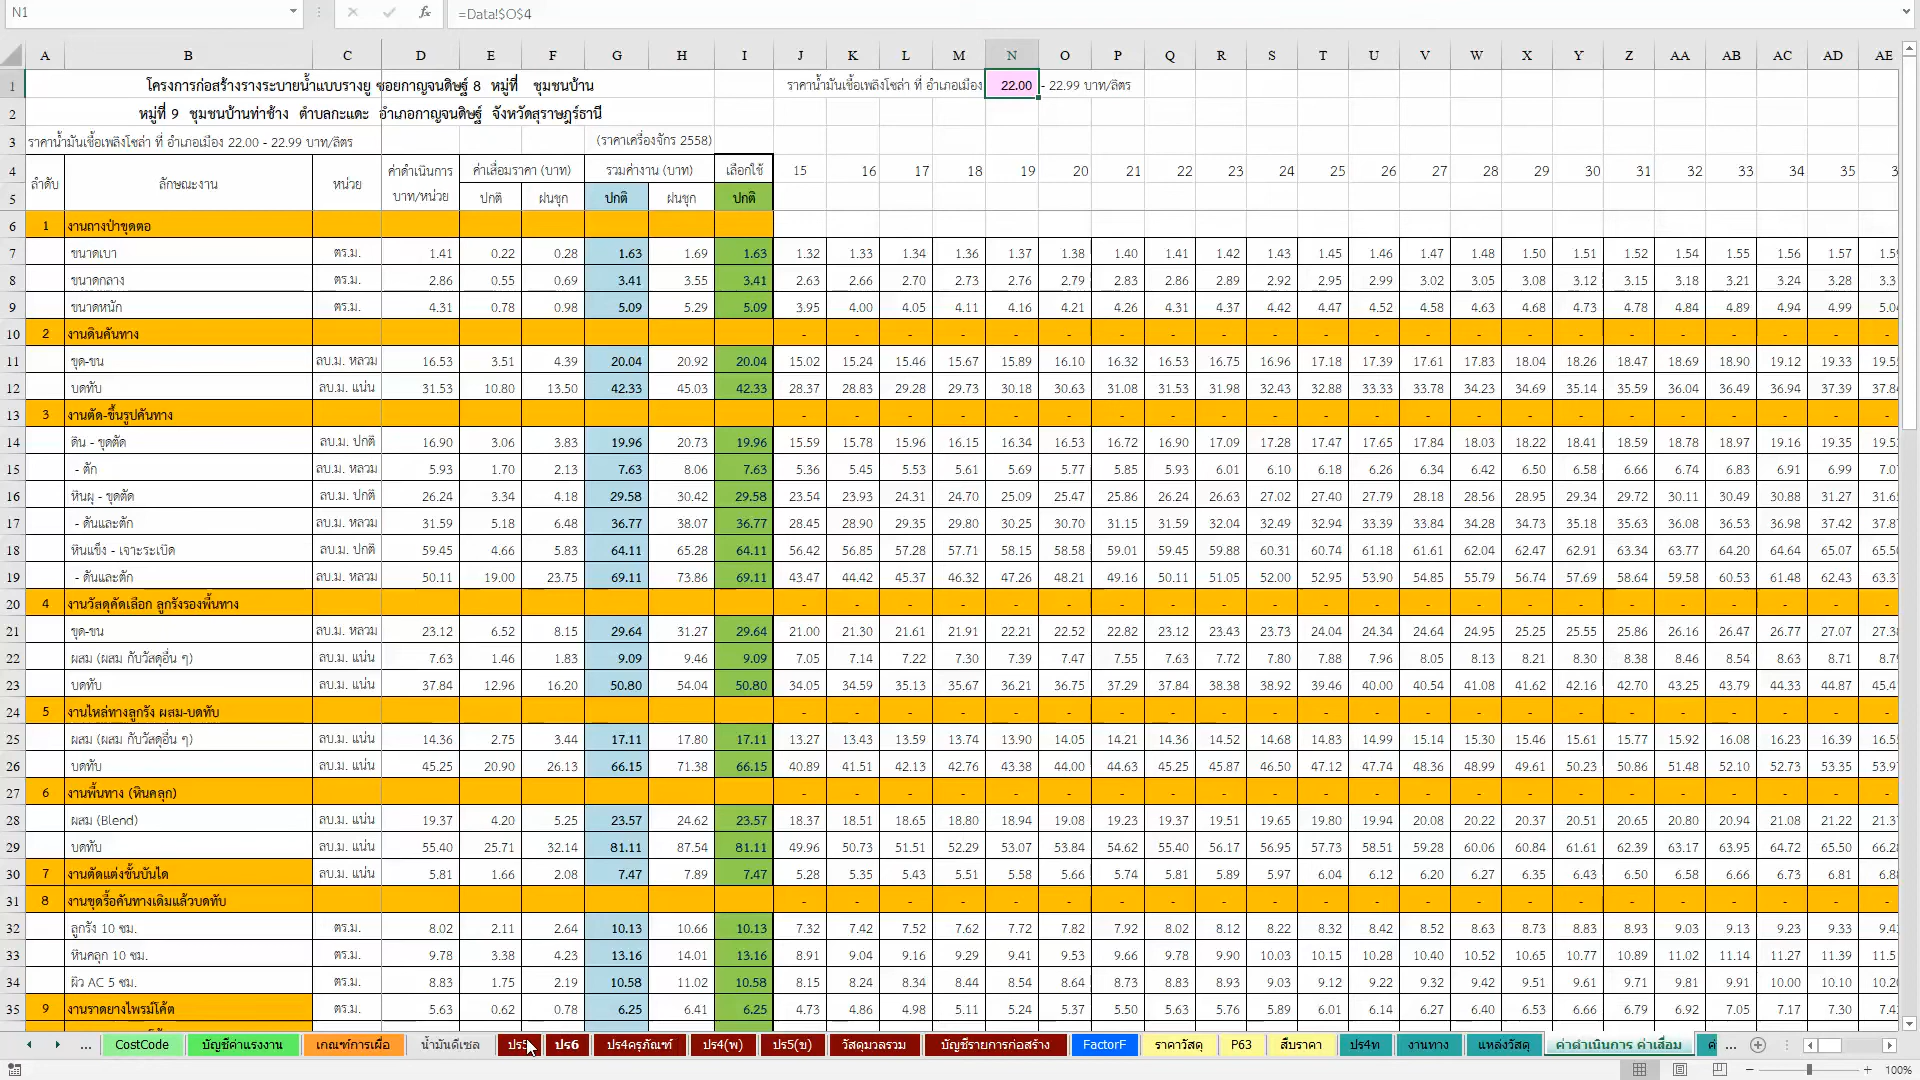 N1 =Data!$O$4
A B C D E F G H I J K L M N O P Q R S T U V W X Y Z AA AB AC AD AE
1 โครงการก่อสร้างรางระบายน้ำแบบรางยู ซอยกาญจนดิษฐ์ 8 หมู่ที่ ชุมชนบ้าน ราคาน้ำมันเชื้อเพลิงโซล่า ที่ อำเภอเมือง 22.00 - 22.99 บาท/ลิตร
2 หมู่ที่ 9 ชุมชนบ้านท่าช้าง ตำบลกะแดะ อำเภอกาญจนดิษฐ์ จังหวัดสุราษฎร์ธานี
3 ราคาน้ำมันเชื้อเพลิงโซล่า ที่ อำเภอเมือง 22.00 - 22.99 บาท/ลิตร (ราคาเครื่องจักร 2558)
4 ลำดับ ลักษณะงาน หน่วย ค่าดำเนินการ ค่าเสื่อมราคา (บาท) รวมค่างาน (บาท) เลือกใช้ 15 16 17 18 19 20 21 22 23 24 25 26 27 28 29 30 31 32 33 34 35 3
5 บาท/หน่วย ปกติ ฝนชุก ปกติ ฝนชุก ปกติ
6 1 งานถางป่าขุดตอ
7 ขนาดเบา ตร.ม. 1.41 0.22 0.28 1.63 1.69 1.63 1.32 1.33 1.34 1.36 1.37 1.38 1.40 1.41 1.42 1.43 1.45 1.46 1.47 1.48 1.50 1.51 1.52 1.54 1.55 1.56 1.57 1.59
8 ขนาดกลาง ตร.ม. 2.86 0.55 0.69 3.41 3.55 3.41 2.63 2.66 2.70 2.73 2.76 2.79 2.83 2.86 2.89 2.92 2.95 2.99 3.02 3.05 3.08 3.12 3.15 3.18 3.21 3.24 3.28 3.3
9 ขนาดหนัก ตร.ม. 4.31 0.78 0.98 5.09 5.29 5.09 3.95 4.00 4.05 4.11 4.16 4.21 4.26 4.31 4.37 4.42 4.47 4.52 4.58 4.63 4.68 4.73 4.78 4.84 4.89 4.94 4.99 5.0
10 2 งานดินคันทาง - - - - - - - - - - - - - - - - - - - - - -
11 ขุด-ขน ลบ.ม. หลวม 16.53 3.51 4.39 20.04 20.92 20.04 15.02 15.24 15.46 15.67 15.89 16.10 16.32 16.53 16.75 16.96 17.18 17.39 17.61 17.83 18.04 18.26 18.47 18.69 18.90 19.12 19.33 19.5
12 บดทับ ลบ.ม. แน่น 31.53 10.80 13.50 42.33 45.03 42.33 28.37 28.83 29.28 29.73 30.18 30.63 31.08 31.53 31.98 32.43 32.88 33.33 33.78 34.23 34.69 35.14 35.59 36.04 36.49 36.94 37.39 37.84
13 3 งานตัด-ขึ้นรูปคันทาง - - - - - - - - - - - - - - - - - - - - - -
14 ดิน - ขุดตัด ลบ.ม. ปกติ 16.90 3.06 3.83 19.96 20.73 19.96 15.59 15.78 15.96 16.15 16.34 16.53 16.72 16.90 17.09 17.28 17.47 17.65 17.84 18.03 18.22 18.41 18.59 18.78 18.97 19.16 19.35 19.5
15 - ตัก ลบ.ม. หลวม 5.93 1.70 2.13 7.63 8.06 7.63 5.36 5.45 5.53 5.61 5.69 5.77 5.85 5.93 6.01 6.10 6.18 6.26 6.34 6.42 6.50 6.58 6.66 6.74 6.83 6.91 6.99 7.0
16 หินผุ - ขุดตัด ลบ.ม. ปกติ 26.24 3.34 4.18 29.58 30.42 29.58 23.54 23.93 24.31 24.70 25.09 25.47 25.86 26.24 26.63 27.02 27.40 27.79 28.18 28.56 28.95 29.34 29.72 30.11 30.49 30.88 31.27 31.6
17 - ดันและตัก ลบ.ม. หลวม 31.59 5.18 6.48 36.77 38.07 36.77 28.45 28.90 29.35 29.80 30.25 30.70 31.15 31.59 32.04 32.49 32.94 33.39 33.84 34.28 34.73 35.18 35.63 36.08 36.53 36.98 37.42 37.8
18 หินแข็ง - เจาะระเบิด ลบ.ม. ปกติ 59.45 4.66 5.83 64.11 65.28 64.11 56.42 56.85 57.28 57.71 58.15 58.58 59.01 59.45 59.88 60.31 60.74 61.18 61.61 62.04 62.47 62.91 63.34 63.77 64.20 64.64 65.07 65.5
19 - ดันและตัก ลบ.ม. หลวม 50.11 19.00 23.75 69.11 73.86 69.11 43.47 44.42 45.37 46.32 47.26 48.21 49.16 50.11 51.05 52.00 52.95 53.90 54.85 55.79 56.74 57.69 58.64 59.58 60.53 61.48 62.43 63.3
20 4 งานวัสดุคัดเลือก ลูกรังรองพื้นทาง - - - - - - - - - - - - - - - - - - - - - -
21 ขุด-ขน ลบ.ม. หลวม 23.12 6.52 8.15 29.64 31.27 29.64 21.00 21.30 21.61 21.91 22.21 22.52 22.82 23.12 23.43 23.73 24.04 24.34 24.64 24.95 25.25 25.55 25.86 26.16 26.47 26.77 27.07 27.3
22 ผสม (ผสม กับวัสดุอื่น ๆ) ลบ.ม. แน่น 7.63 1.46 1.83 9.09 9.46 9.09 7.05 7.14 7.22 7.30 7.39 7.47 7.55 7.63 7.72 7.80 7.88 7.96 8.05 8.13 8.21 8.30 8.38 8.46 8.54 8.63 8.71 8.7
23 บดทับ ลบ.ม. แน่น 37.84 12.96 16.20 50.80 54.04 50.80 34.05 34.59 35.13 35.67 36.21 36.75 37.29 37.84 38.38 38.92 39.46 40.00 40.54 41.08 41.62 42.16 42.70 43.25 43.79 44.33 44.87 45.4
24 5 งานไหล่ทางลูกรัง ผสม-บดทับ - - - - - - - - - - - - - - - - - - - - - -
25 ผสม (ผสม กับวัสดุอื่น ๆ) ลบ.ม. แน่น 14.36 2.75 3.44 17.11 17.80 17.11 13.27 13.43 13.59 13.74 13.90 14.05 14.21 14.36 14.52 14.68 14.83 14.99 15.14 15.30 15.46 15.61 15.77 15.92 16.08 16.23 16.39 16.5
26 บดทับ ลบ.ม. แน่น 45.25 20.90 26.13 66.15 71.38 66.15 40.89 41.51 42.13 42.76 43.38 44.00 44.63 45.25 45.87 46.50 47.12 47.74 48.36 48.99 49.61 50.23 50.86 51.48 52.10 52.73 53.35 53.9
27 6 งานพื้นทาง (หินคลุก) - - - - - - - - - - - - - - - - - - - - - -
28 ผสม (Blend) ลบ.ม. แน่น 19.37 4.20 5.25 23.57 24.62 23.57 18.37 18.51 18.65 18.80 18.94 19.08 19.23 19.37 19.51 19.65 19.80 19.94 20.08 20.22 20.37 20.51 20.65 20.80 20.94 21.08 21.22 21.3
29 บดทับ ลบ.ม. แน่น 55.40 25.71 32.14 81.11 87.54 81.11 49.96 50.73 51.51 52.29 53.07 53.84 54.62 55.40 56.17 56.95 57.73 58.51 59.28 60.06 60.84 61.61 62.39 63.17 63.95 64.72 65.50 66.2
30 7 งานตัดแต่งขั้นบันได ลบ.ม. แน่น 5.81 1.66 2.08 7.47 7.89 7.47 5.28 5.35 5.43 5.51 5.58 5.66 5.74 5.81 5.89 5.97 6.04 6.12 6.20 6.27 6.35 6.43 6.50 6.58 6.66 6.73 6.81 6.8
31 8 งานขุดรื้อคันทางเดิมแล้วบดทับ - - - - - - - - - - - - - - - - - - - - - -
32 ลูกรัง 10 ซม. ตร.ม. 8.02 2.11 2.64 10.13 10.66 10.13 7.32 7.42 7.52 7.62 7.72 7.82 7.92 8.02 8.12 8.22 8.32 8.42 8.52 8.63 8.73 8.83 8.93 9.03 9.13 9.23 9.33 9.4
33 หินคลุก 10 ซม. ตร.ม. 9.78 3.38 4.23 13.16 14.01 13.16 8.91 9.04 9.16 9.29 9.41 9.53 9.66 9.78 9.90 10.03 10.15 10.28 10.40 10.52 10.65 10.77 10.89 11.02 11.14 11.27 11.39 11.5
34 ผิว AC 5 ซม. ตร.ม. 8.83 1.75 2.19 10.58 11.02 10.58 8.15 8.24 8.34 8.44 8.54 8.64 8.73 8.83 8.93 9.03 9.12 9.22 9.32 9.42 9.51 9.61 9.71 9.81 9.91 10.00 10.10 10.2
35 9 งานราดยางไพรม์โค้ต ตร.ม. 5.63 0.62 0.78 6.25 6.41 6.25 4.73 4.86 4.98 5.11 5.24 5.37 5.50 5.63 5.76 5.89 6.01 6.14 6.27 6.40 6.53 6.66 6.79 6.92 7.05 7.17 7.30 7.4
... CostCode บัญชีค่าแรงงาน เกณฑ์การเผื่อ น้ำมันดีเซล ปร5 ปร6 ปร4ครุภัณฑ์ ปร4(พ) ปร5(ข) วัสดุมวลรวม บัญชีรายการก่อสร้าง FactorF ราคาวัสดุ P63 สืบราคา ปร4ท งานทาง แหล่งวัสดุ ค่าดำเนินการ ค่าเสื่อม ...
100%